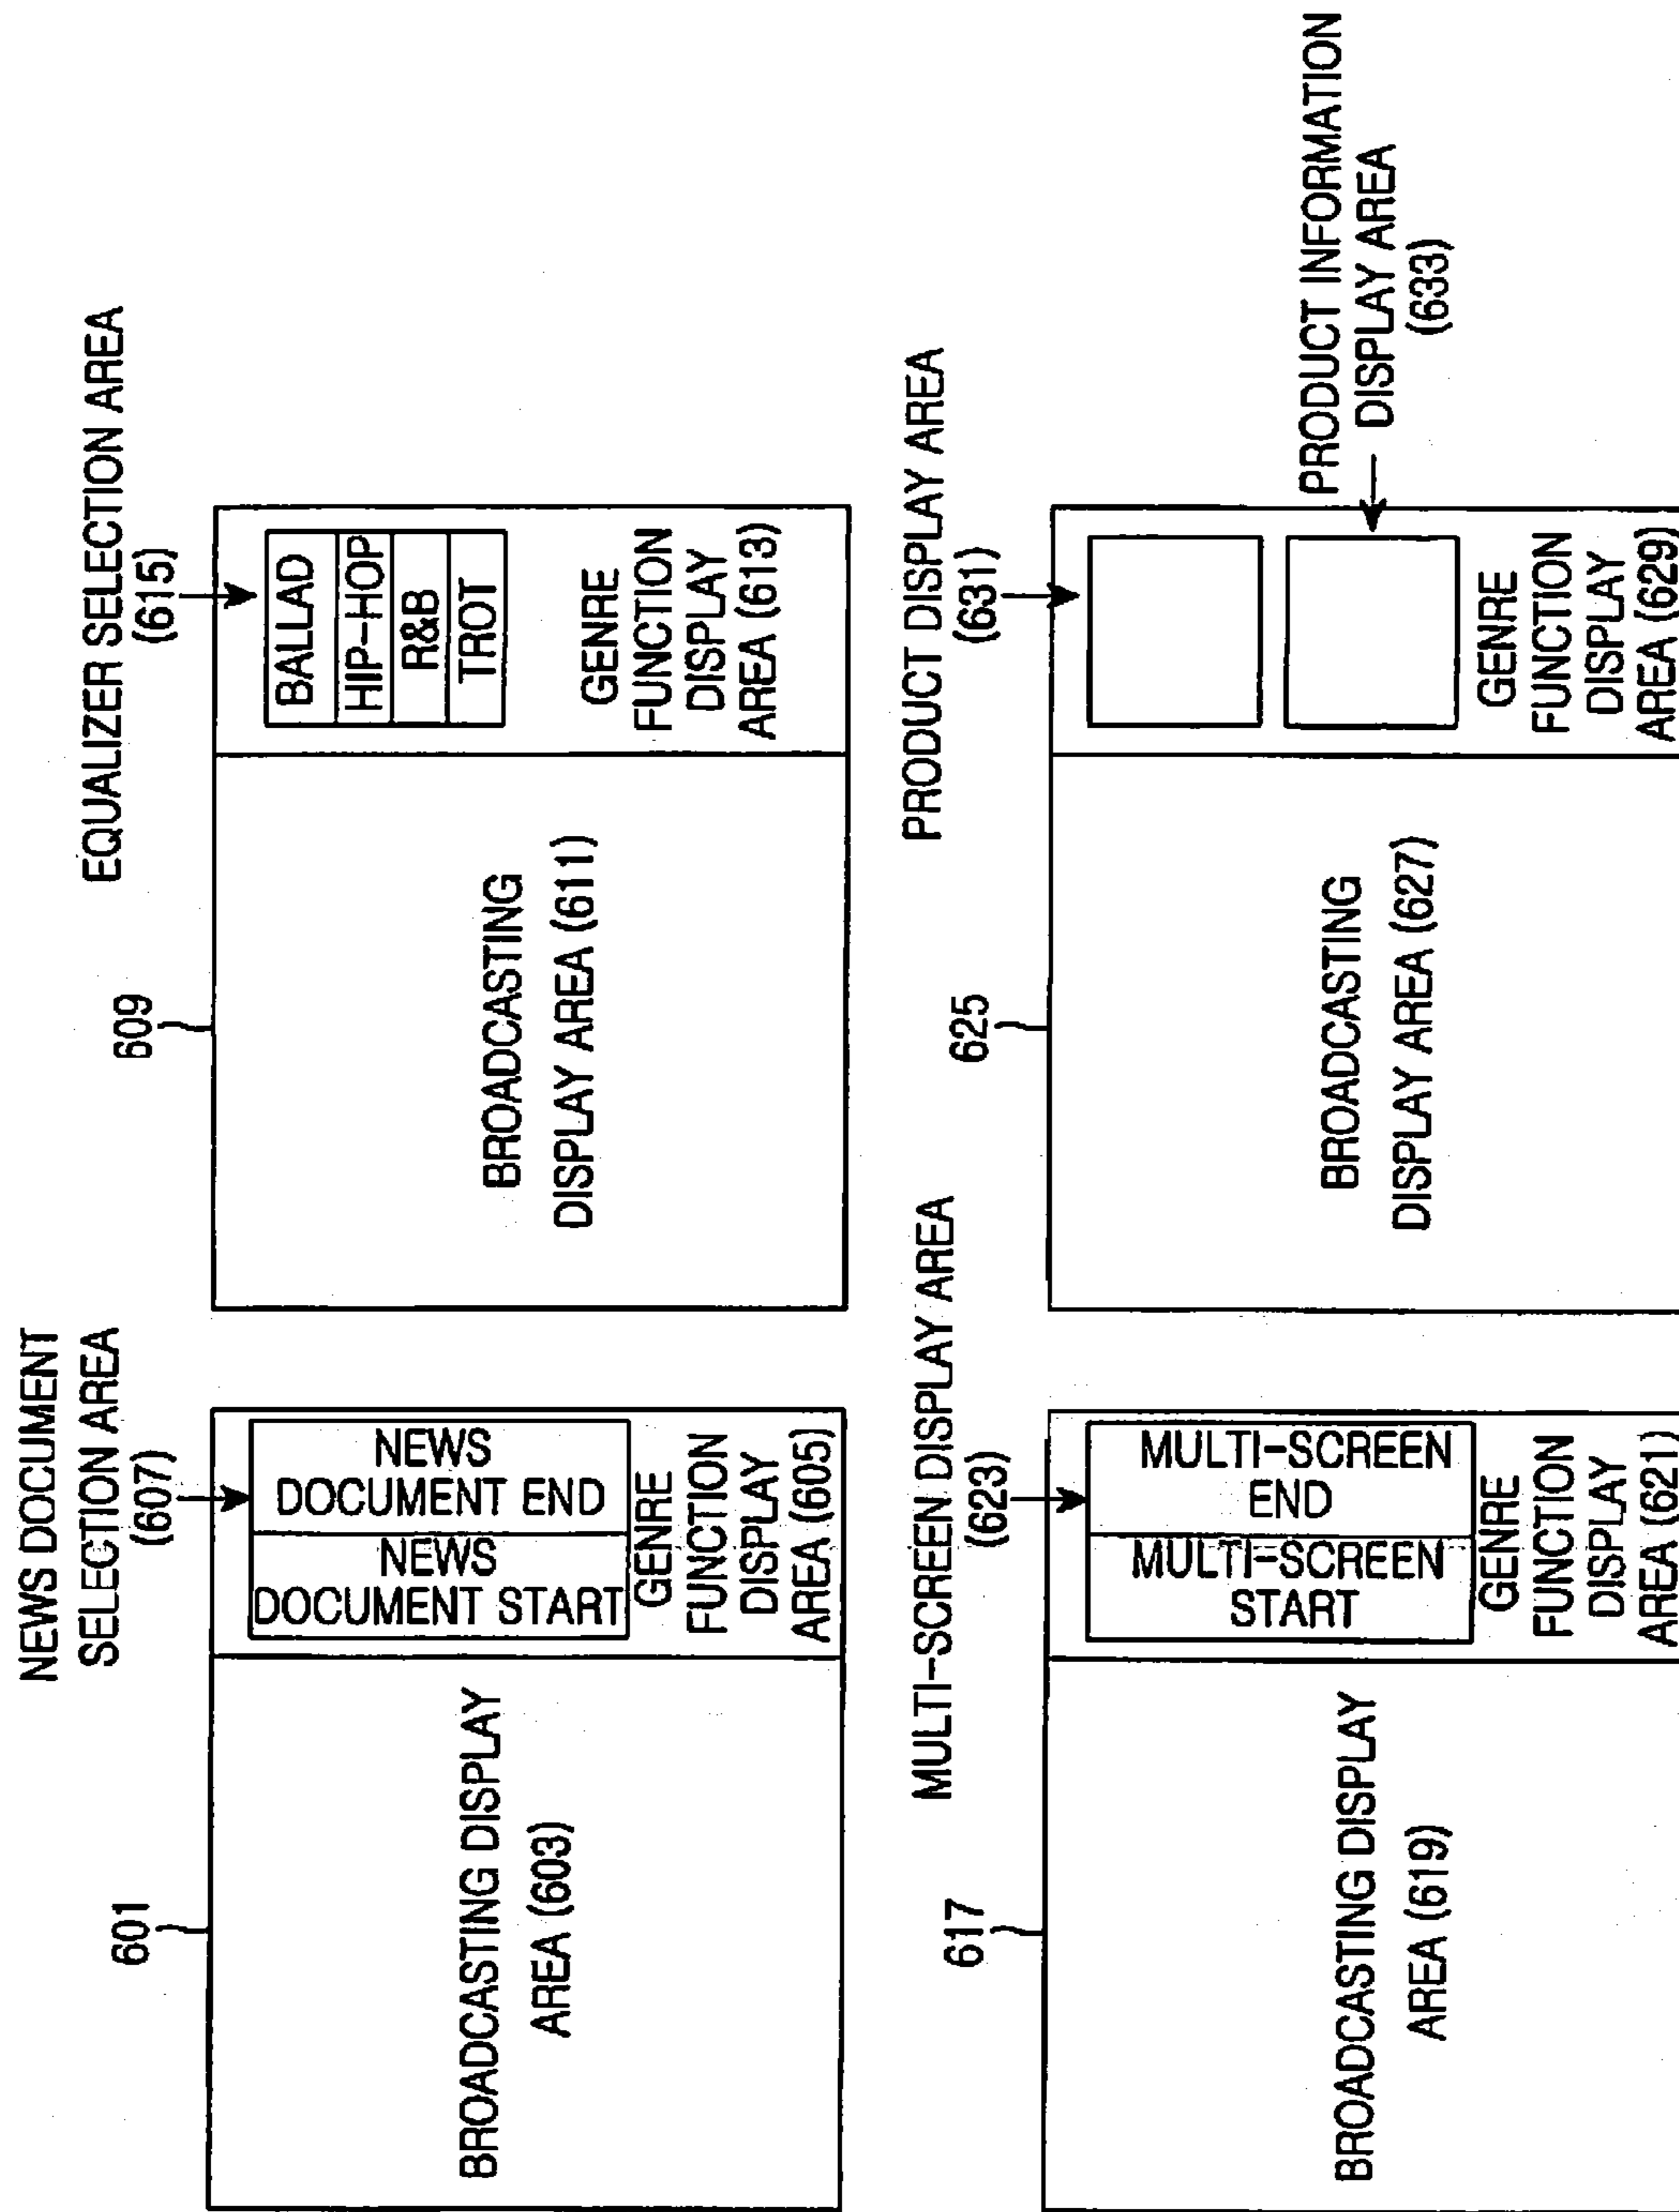 NEWS DOCUMENT
SELECTION AREA
(607)
601
BROADCASTING DISPLAY
AREA (603)
NEWS
DOCUMENT END
NEWS
DOCUMENT START
GENRE
FUNCTION
DISPLAY
AREA (605)
EQUALIZER SELECTION AREA
(615)
609
BROADCASTING
DISPLAY AREA (611)
BALLAD
HIP-HOP
R&B
TROT
GENRE
FUNCTION
DISPLAY
AREA (613)
MULTI-SCREEN DISPLAY AREA
(623)
617
BROADCASTING DISPLAY
AREA (619)
MULTI-SCREEN
END
MULTI-SCREEN
START
GENRE
FUNCTION
DISPLAY
AREA (621)
PRODUCT DISPLAY AREA
(631)
625
BROADCASTING
DISPLAY AREA (627)
GENRE
FUNCTION
DISPLAY
AREA (629)
PRODUCT INFORMATION
DISPLAY AREA
(633)